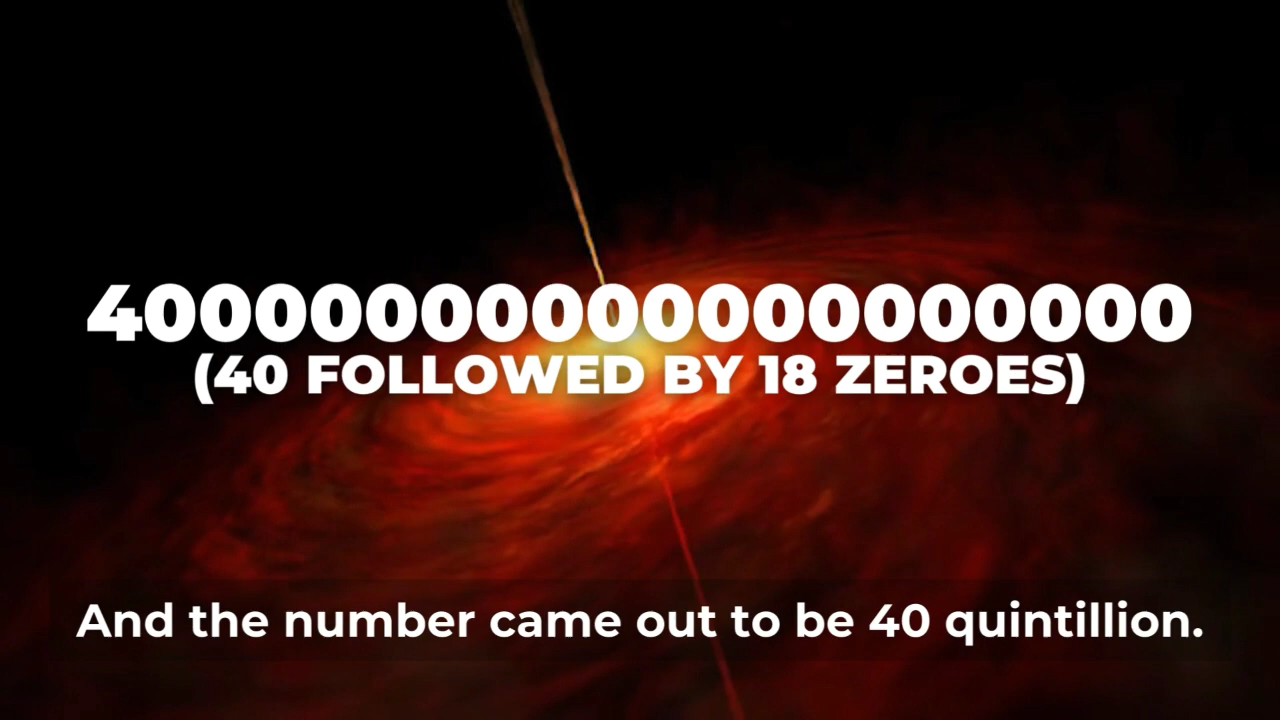 40000000000000000000
(40 FOLLOWED BY 18 ZEROES)
And the number came out to be 40 quintillion.